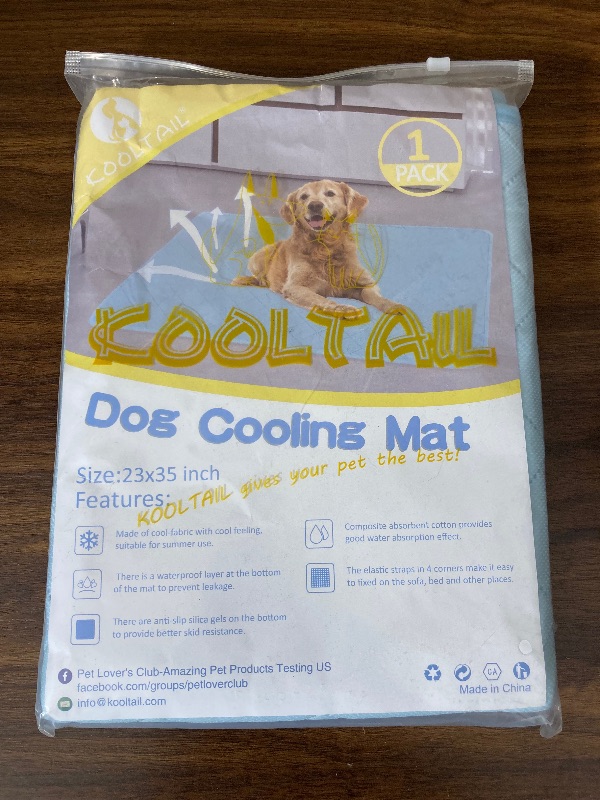 KOOLTAIL
1
PACK
KOOLTAIL
Dog Cooling Mat
Size:23x35 inch
Features:
KOOLTAIL gives your pet the best!
Made of cool fabric with cool feeling,
suitable for summer use.
Composite absorbent cotton provides
good water absorption effect.
There is a waterproof layer at the bottom
of the mat to prevent leakage.
The elastic straps in 4 corners make it easy
to fixed on the sofa, bed and other places.
There are anti-slip silica gels on the bottom
to provide better skid resistance.
Pet Lover's Club-Amazing Pet Products Testing US
facebook.com/groups/petloverclub
info@kooltail.com
Made in China